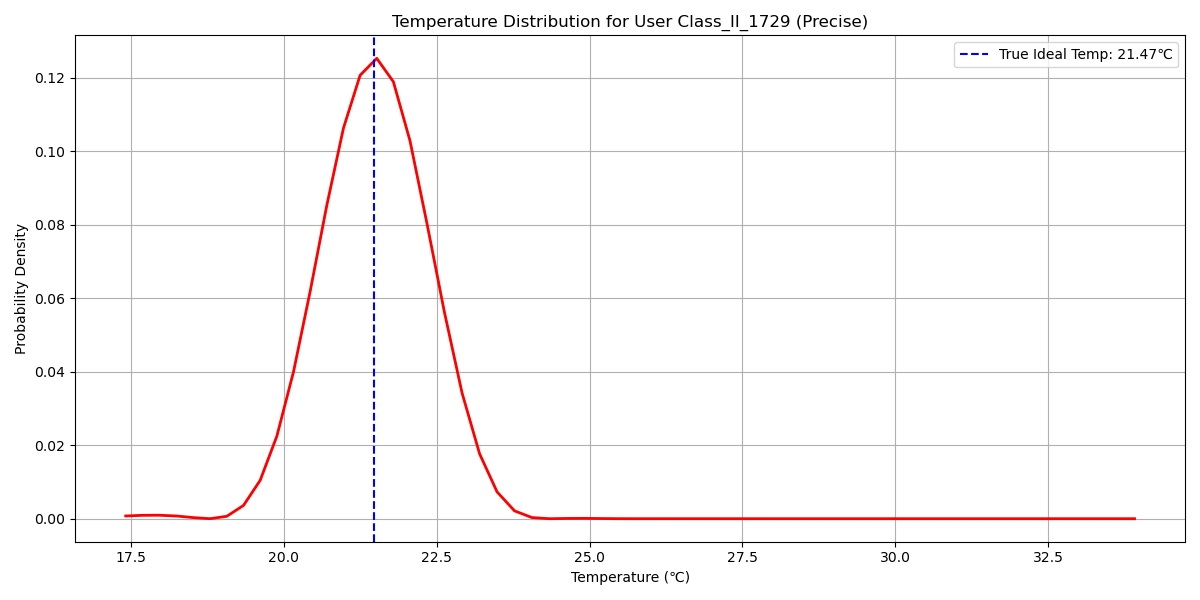 Temperature Distribution for User Class_II_1729 (Precise)
True Ideal Temp: 21.47℃
Probability Density
0.12
0.10
0.08
0.06
0.04
0.02
0.00
17.5 20.0 22.5 25.0 27.5 30.0 32.5
Temperature (℃)